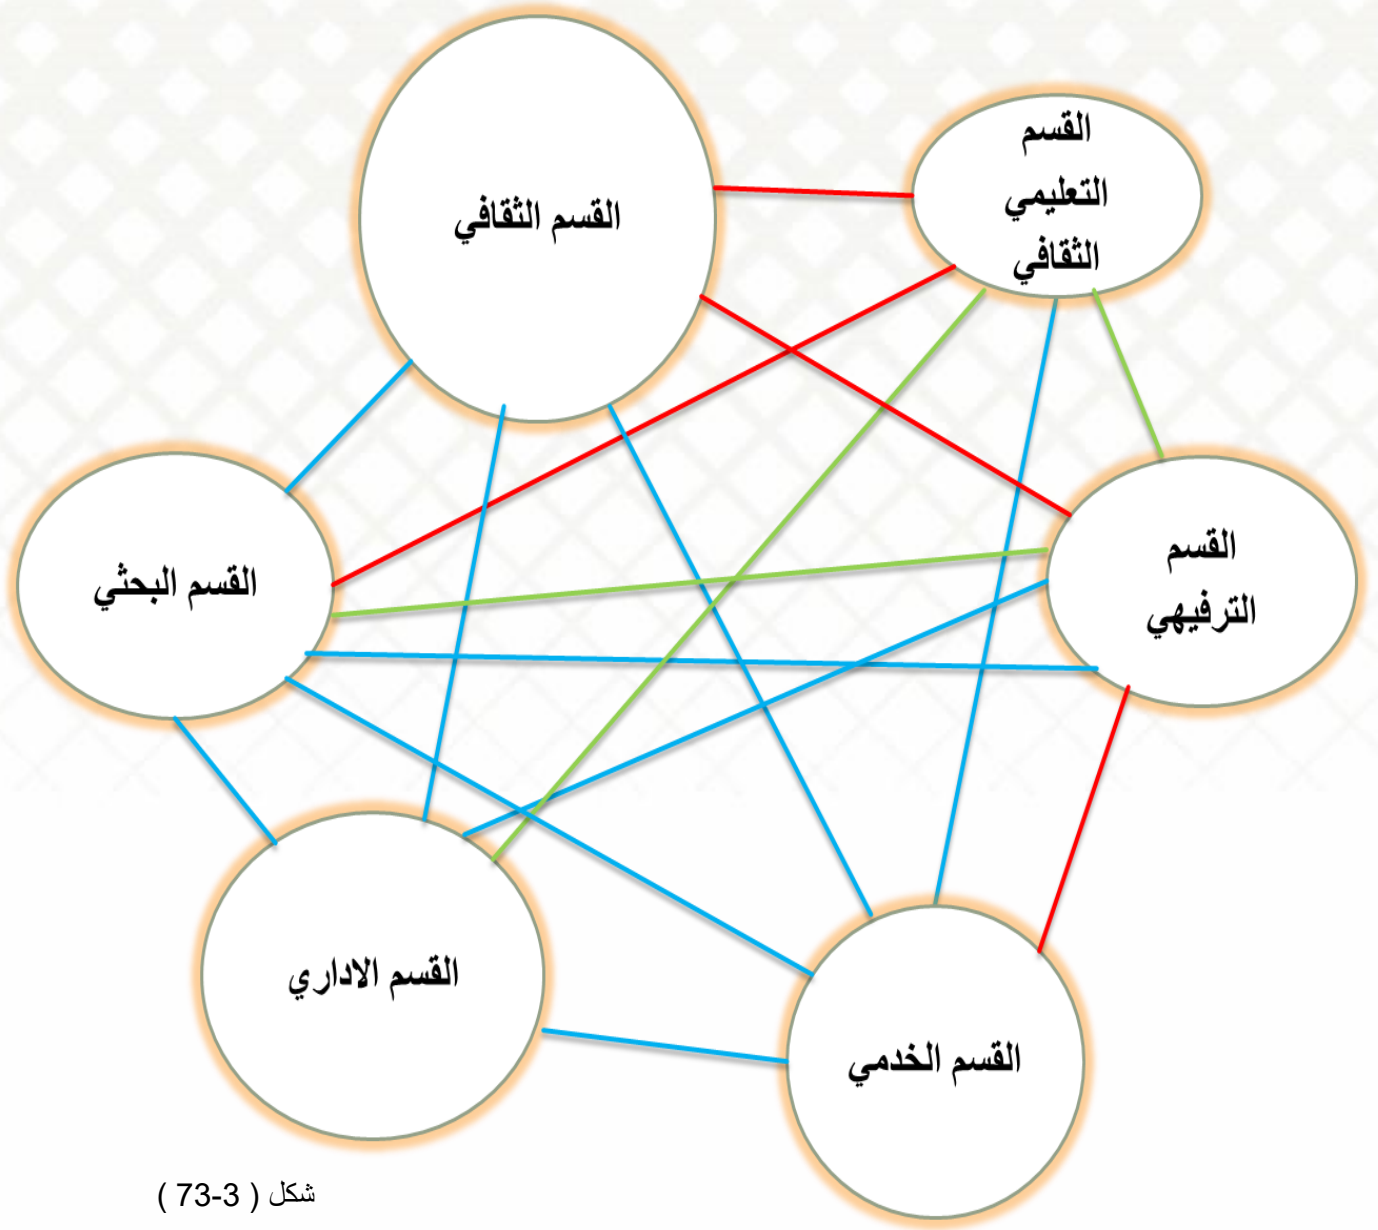 القسم
التعليمي
الثقافي
القسم الثقافي
القسم
الترفيهي
القسم البحثي
القسم الاداري
القسم الخدمي
شكل ( 3-73 )